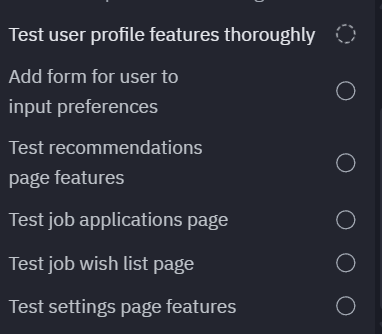 Test user profile features thoroughly
Add form for user to
input preferences
Test recommendations
page features
Test job applications page
Test job wish list page
Test settings page features